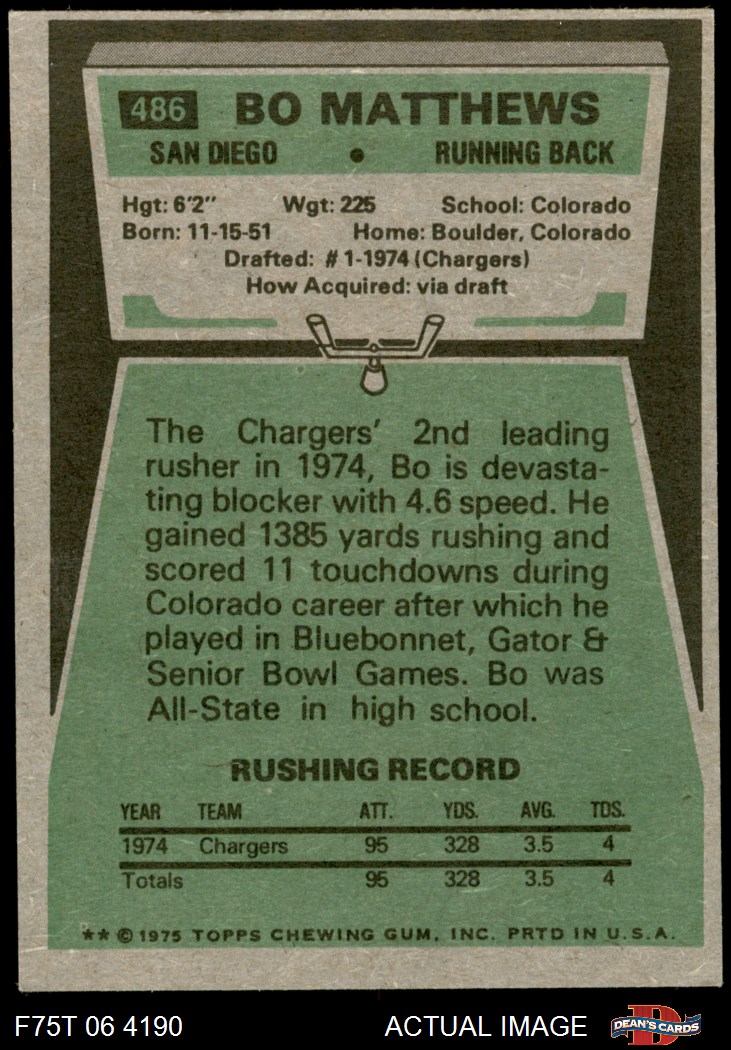 486 BO MATTHEWS
SAN DIEGO • RUNNING BACK
Hgt: 6'2" Wgt: 225 School: Colorado
Born: 11-15-51 Home: Boulder, Colorado
Drafted: #1-1974 (Chargers)
How Acquired: via draft
The Chargers' 2nd leading
rusher in 1974, Bo is devasta-
ting blocker with 4.6 speed. He
gained 1385 yards rushing and
scored 11 touchdowns during
Colorado career after which he
played in Bluebonnet, Gator &
Senior Bowl Games. Bo was
All-State in high school.
RUSHING RECORD
YEAR TEAM ATT. YDS. AVG. TDS.
1974 Chargers 95 328 3.5 4
Totals 95 328 3.5 4
** © 1975 TOPPS CHEWING GUM, INC. PRTD IN U.S.A.
F75T 06 4190 ACTUAL IMAGE DEAN'S CARDS